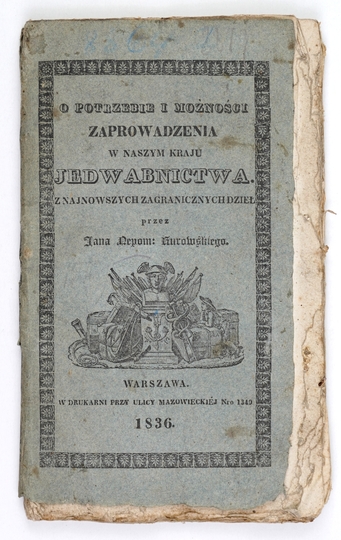 O POTRZEBIE I MOŻNOŚCI
ZAPROWADZENIA
W NASZYM KRAJU
JEDWABNICTWA.
Z NAJNOWSZYCH ZAGRANICZNYCH DZIEŁ
przez
Jana Nepom: Kurowskiego.
WARSZAWA.
W DRUKARNI PRZY ULICY MAZOWIECKIÉJ Nro 1349
1836.